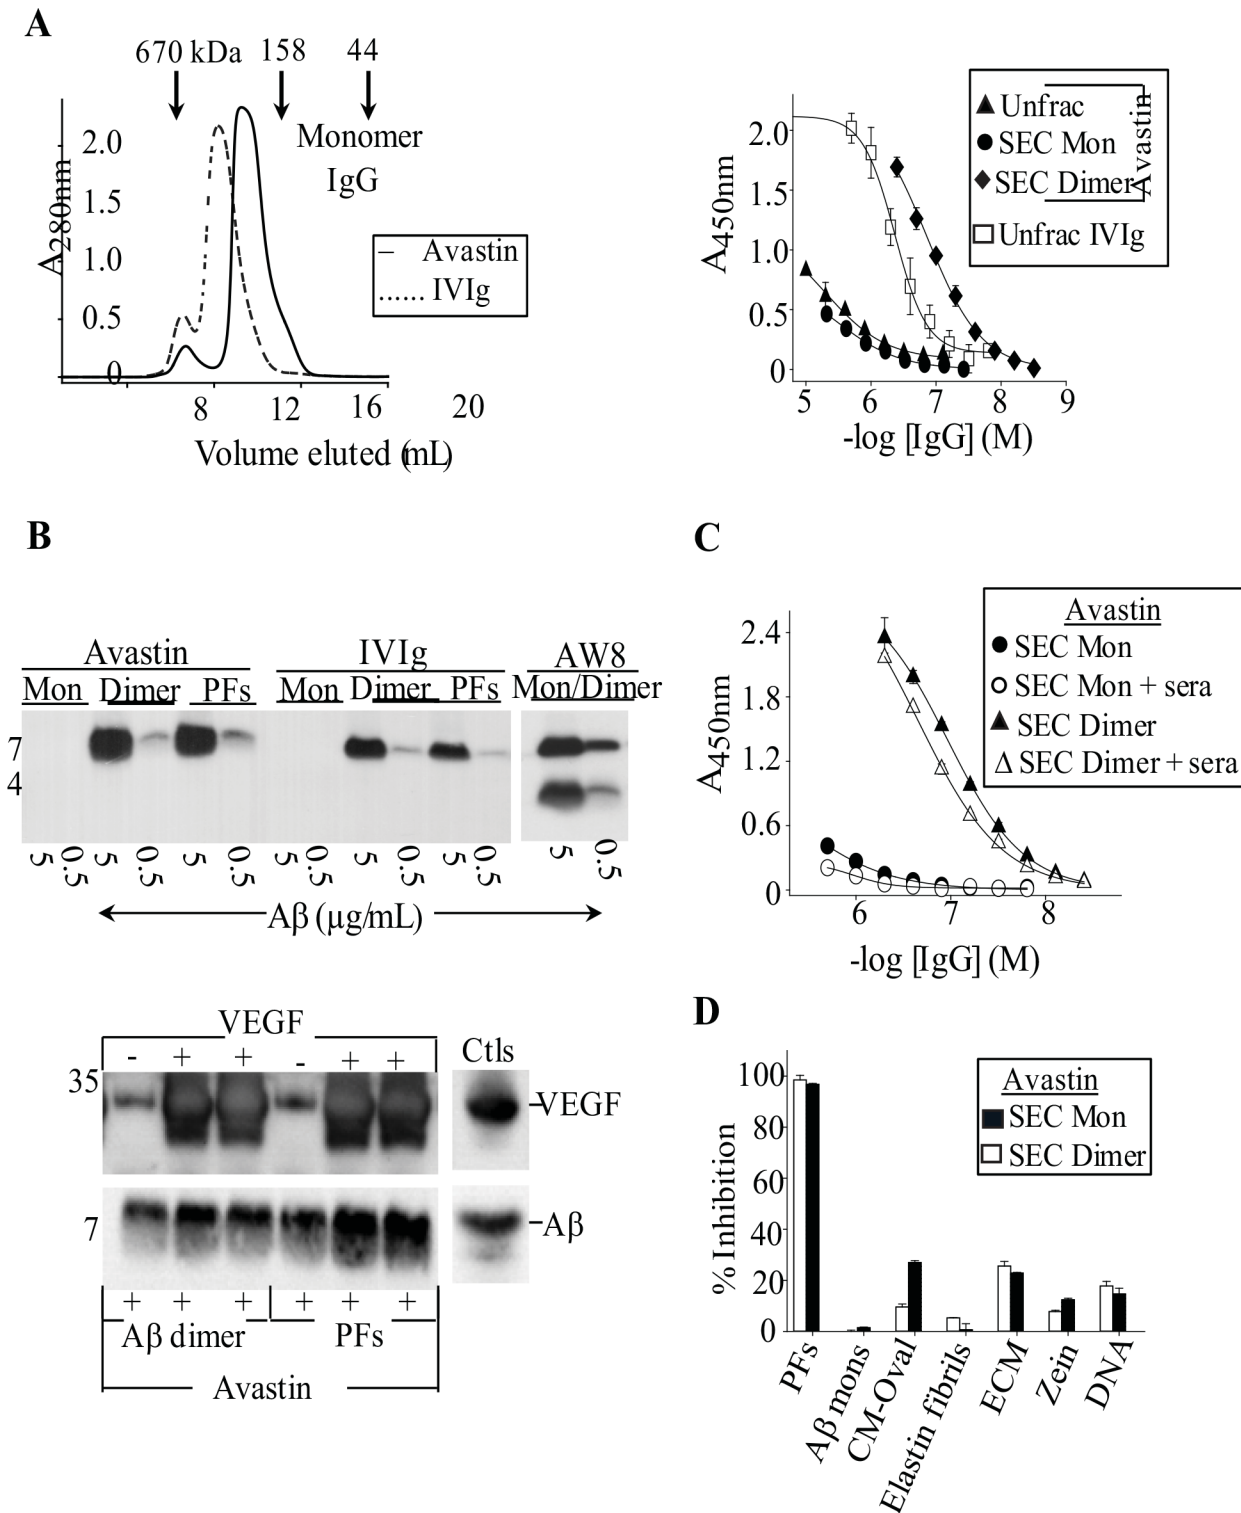 A
670 kDa 158 44
Monomer
IgG
2.0
1.5
1.0
0.5
0
A280nm
– Avastin
...... IVIg
8 12 16 20
Volume eluted (mL)
Unfrac
SEC Mon
SEC Dimer
Avastin
Unfrac IVIg
2.0
1.5
1.0
0.5
0
A450nm
5 6 7 8 9
-log [IgG] (M)
B
Avastin IVIg AW8
Mon Dimer PFs Mon Dimer PFs Mon/Dimer
7
4
5 0.5 5 0.5 5 0.5 5 0.5 5 0.5 5 0.5 5 0.5
Aβ (µg/mL)
VEGF
- + + - + + Ctls
35
VEGF
7
Aβ
+ + + + + +
Aβ dimer PFs
Avastin
C
Avastin
SEC Mon
SEC Mon + sera
SEC Dimer
SEC Dimer + sera
2.4
1.8
1.2
0.6
0
A450nm
6 7 8
-log [IgG] (M)
D
Avastin
SEC Mon
SEC Dimer
100
80
60
40
20
0
% Inhibition
PFs
Aβ mons
CM-Oval
Elastin fibrils
ECM
Zein
DNA